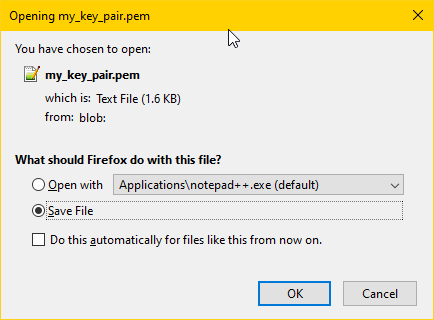 Opening my_key_pair.pem
You have chosen to open:
my_key_pair.pem
which is: Text File (1.6 KB)
from: blob:
What should Firefox do with this file?
Open with Applications\notepad++.exe (default)
Save File
Do this automatically for files like this from now on.
OK Cancel